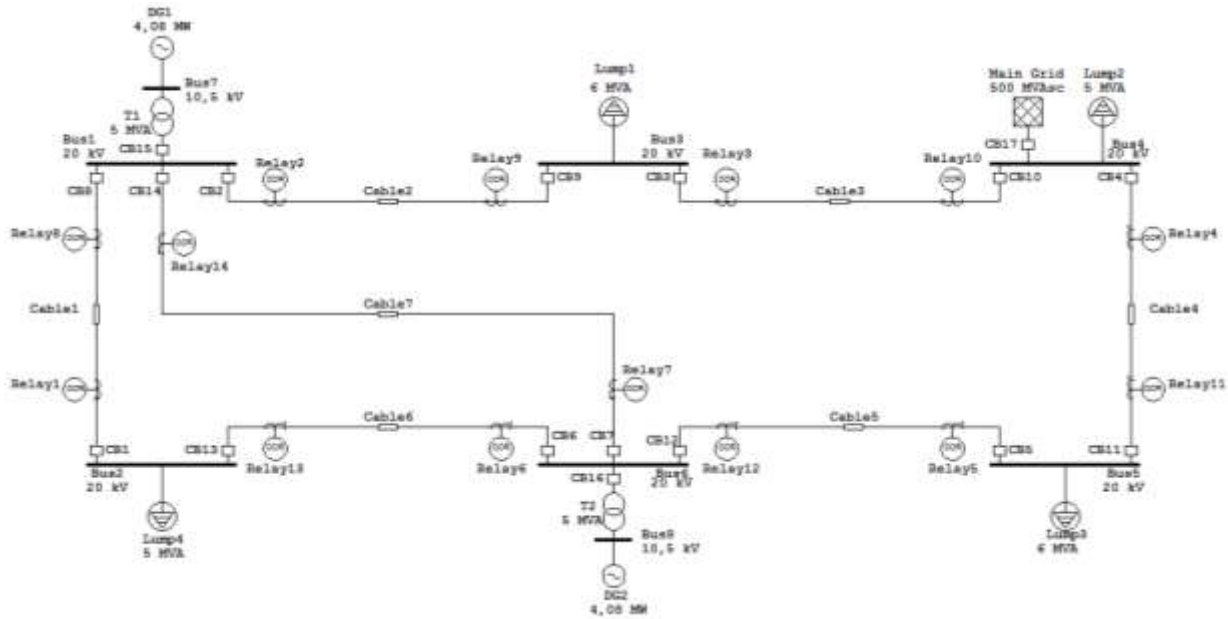 DG1
4,08 MW
Bus7
10,5 kV
T1
5 MVA
CB15
Bus1
20 kV
CB8
CB14
CB2
Relay2
Cable2
Relay9
Lump1
6 MVA
Bus3
20 kV
CB9
CB3
Relay3
Cable3
Relay10
Main Grid
500 MVAsc
Lump2
5 MVA
CB17
20 kV
CB10
CB4
Relay8
Relay14
Relay4
Cable1
Cable7
Cable4
Relay1
Relay7
Relay11
CB1
CB13
Bus2
20 kV
Relay13
Cable6
Relay6
CB6
CB7
CB12
20 kV
CB16
Relay12
Cable5
Relay5
CB5
CB11
Bus5
20 kV
T2
5 MVA
Bus8
10,5 kV
DG2
4,08 MW
Lump4
5 MVA
Lump3
6 MVA